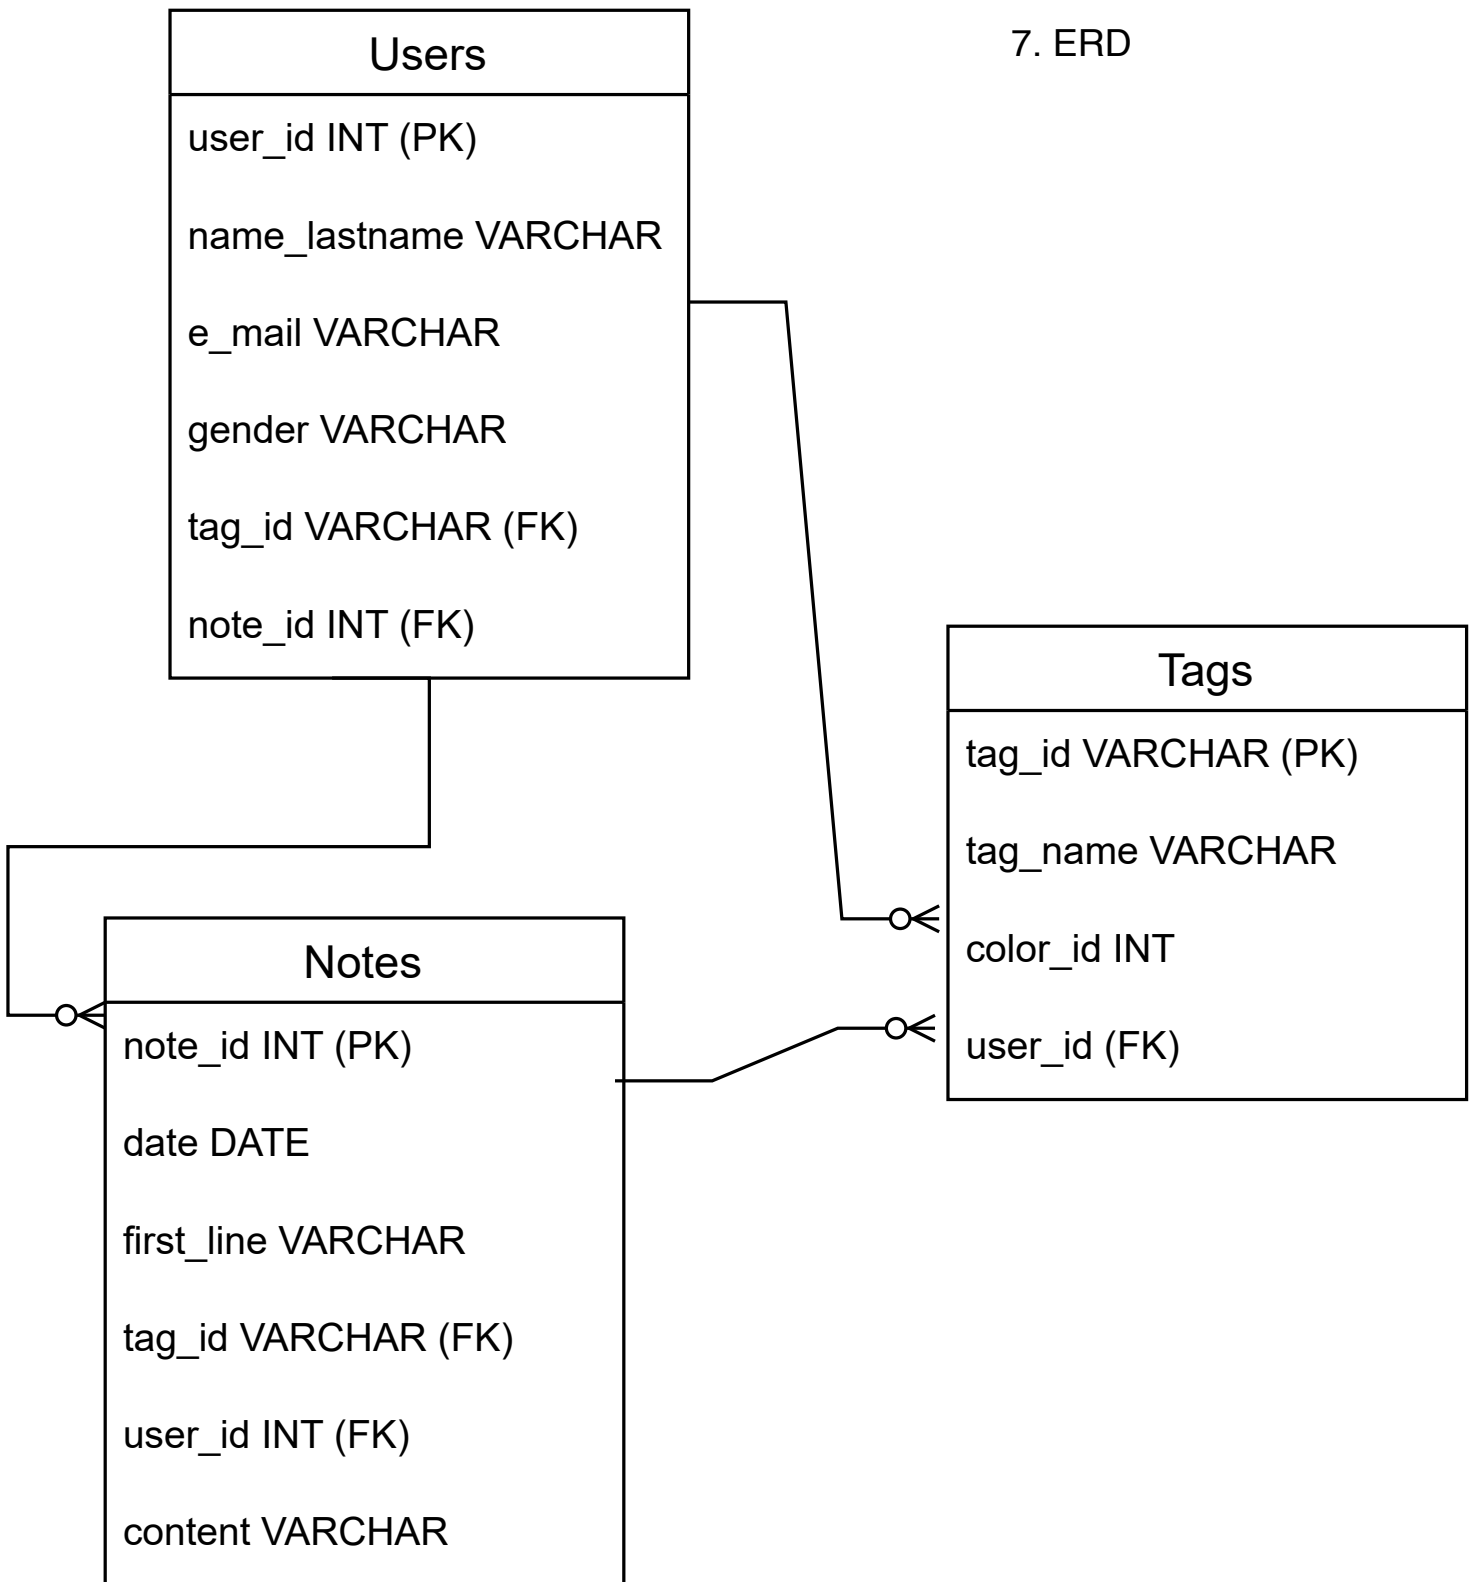 7. ERD
Users
user_id INT (PK)
name_lastname VARCHAR
e_mail VARCHAR
gender VARCHAR
tag_id VARCHAR (FK)
note_id INT (FK)
Tags
tag_id VARCHAR (PK)
tag_name VARCHAR
color_id INT
user_id (FK)
Notes
note_id INT (PK)
date DATE
first_line VARCHAR
tag_id VARCHAR (FK)
user_id INT (FK)
content VARCHAR